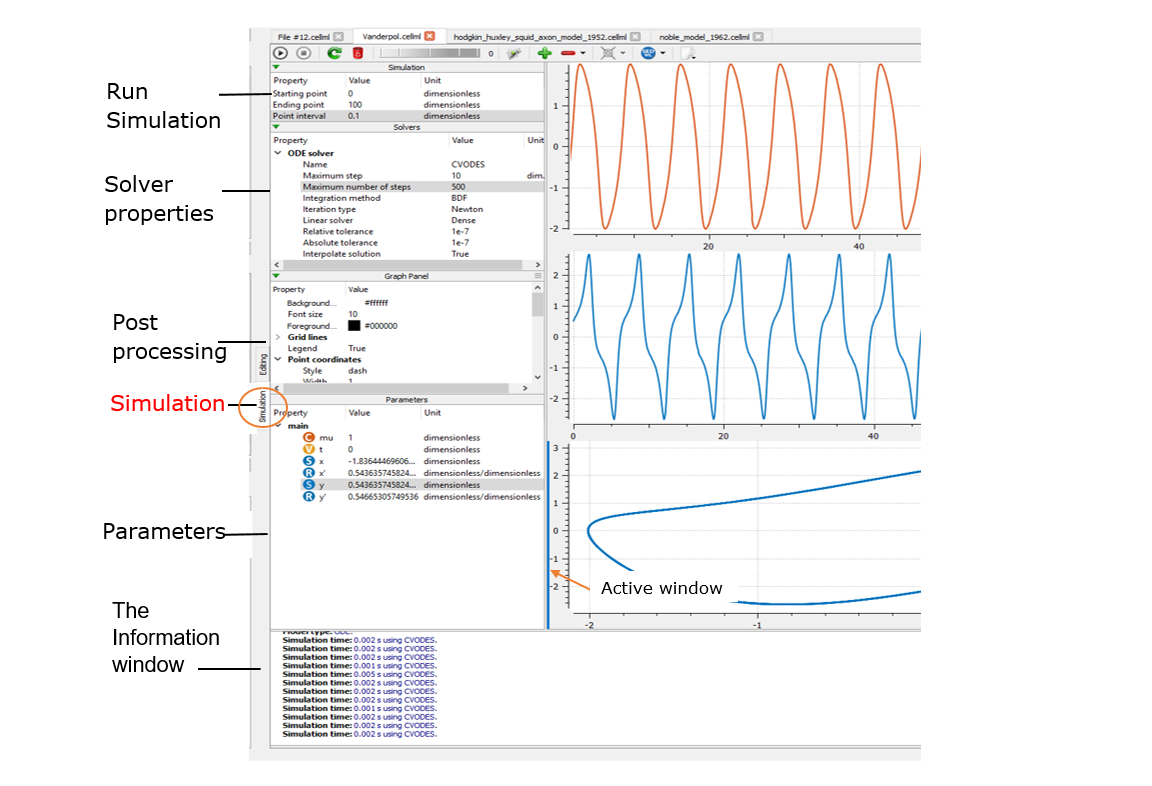 File #12.cellml
Vanderpol.cellml
hodgkin_huxley_squid_axon_model_1952.cellml
noble_model_1962.cellml
0
SED
ML
Simulation
Property Value Unit
Starting point 0 dimensionless
Ending point 100 dimensionless
Point interval 0.1 dimensionless
Solvers
Property Value Unit
ODE solver
Name CVODES
Maximum step 10 dim.
Maximum number of steps 500
Integration method BDF
Iteration type Newton
Linear solver Dense
Relative tolerance 1e-7
Absolute tolerance 1e-7
Interpolate solution True
Graph Panel
Property Value
Background... #ffffff
Font size 10
Foreground... #000000
Grid lines
Legend True
Point coordinates
Style dash
Width 1
Parameters
Property Value Unit
main
C mu 1 dimensionless
V t 0 dimensionless
S x -1.83644469606... dimensionless
R x' 0.543635745824... dimensionless/dimensionless
S y 0.543635745824... dimensionless
R y' 0.54665305749536 dimensionless/dimensionless
Editing
Simulation
Run
Simulation
Solver
properties
Post
processing
Simulation
Parameters
The
Information
window
1
0
-1
-2
20 40
2
1
0
-1
-2
0 20 40
3
2
1
0
-1
-2
-2 -1
Active window
Model type: ODE.
Simulation time: 0.002 s using CVODES.
Simulation time: 0.002 s using CVODES.
Simulation time: 0.002 s using CVODES.
Simulation time: 0.001 s using CVODES.
Simulation time: 0.005 s using CVODES.
Simulation time: 0.002 s using CVODES.
Simulation time: 0.002 s using CVODES.
Simulation time: 0.002 s using CVODES.
Simulation time: 0.001 s using CVODES.
Simulation time: 0.002 s using CVODES.
Simulation time: 0.002 s using CVODES.
Simulation time: 0.002 s using CVODES.